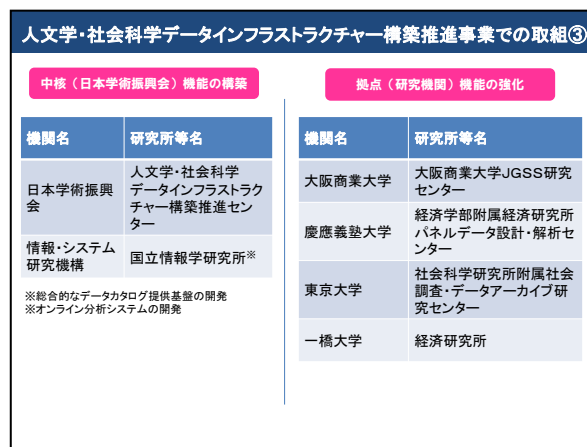 人文学・社会科学データインフラストラクチャー構築推進事業での取組③
中核（日本学術振興会）機能の構築
機関名
研究所等名
日本学術振興
会
人文学・社会科学
データインフラストラク
チャー構築推進セン
ター
情報・システム
研究機構
国立情報学研究所※
※総合的なデータカタログ提供基盤の開発
※オンライン分析システムの開発
拠点（研究機関）機能の強化
機関名
研究所等名
大阪商業大学
大阪商業大学JGSS研究
センター
慶應義塾大学
経済学部附属経済研究所
パネルデータ設計・解析セ
ンター
東京大学
社会科学研究所附属社会
調査・データアーカイブ研
究センター
一橋大学
経済研究所